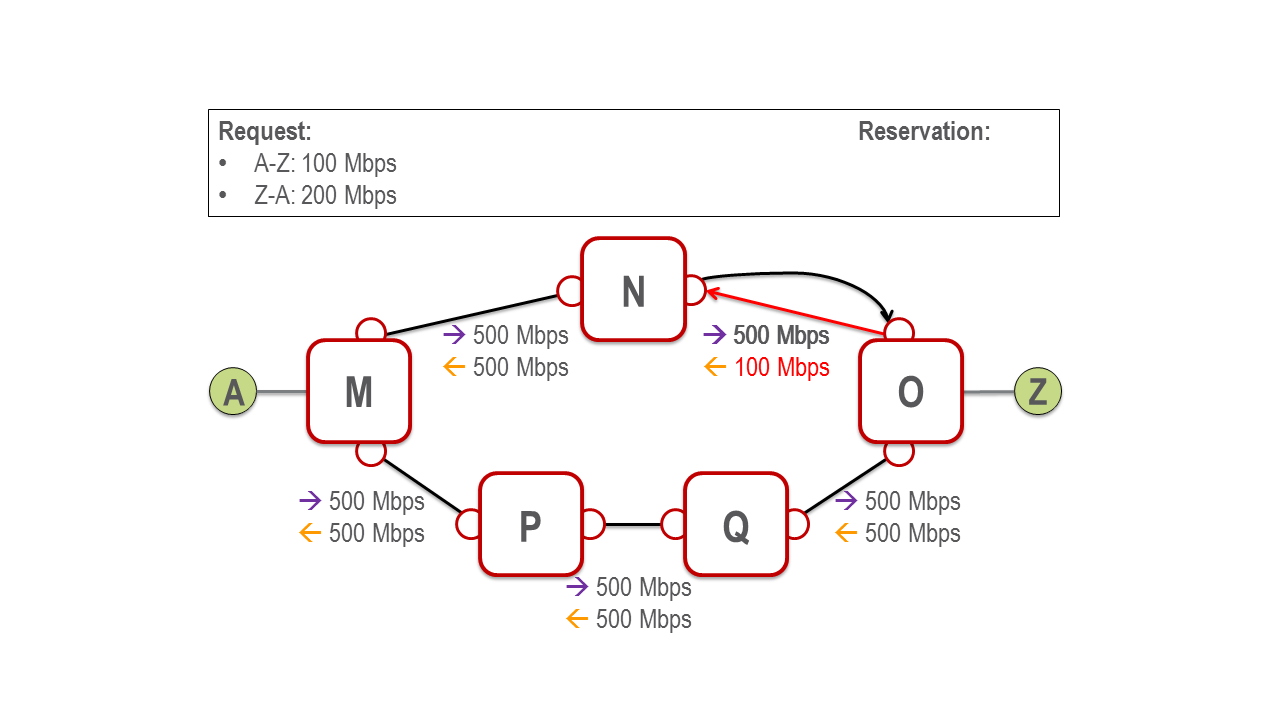 Request:
Reservation:
• A-Z: 100 Mbps
• Z-A: 200 Mbps
N
→ 500 Mbps
← 500 Mbps
→ 500 Mbps
← 100 Mbps
A
M
O
Z
→ 500 Mbps
← 500 Mbps
P
Q
→ 500 Mbps
← 500 Mbps
→ 500 Mbps
← 500 Mbps